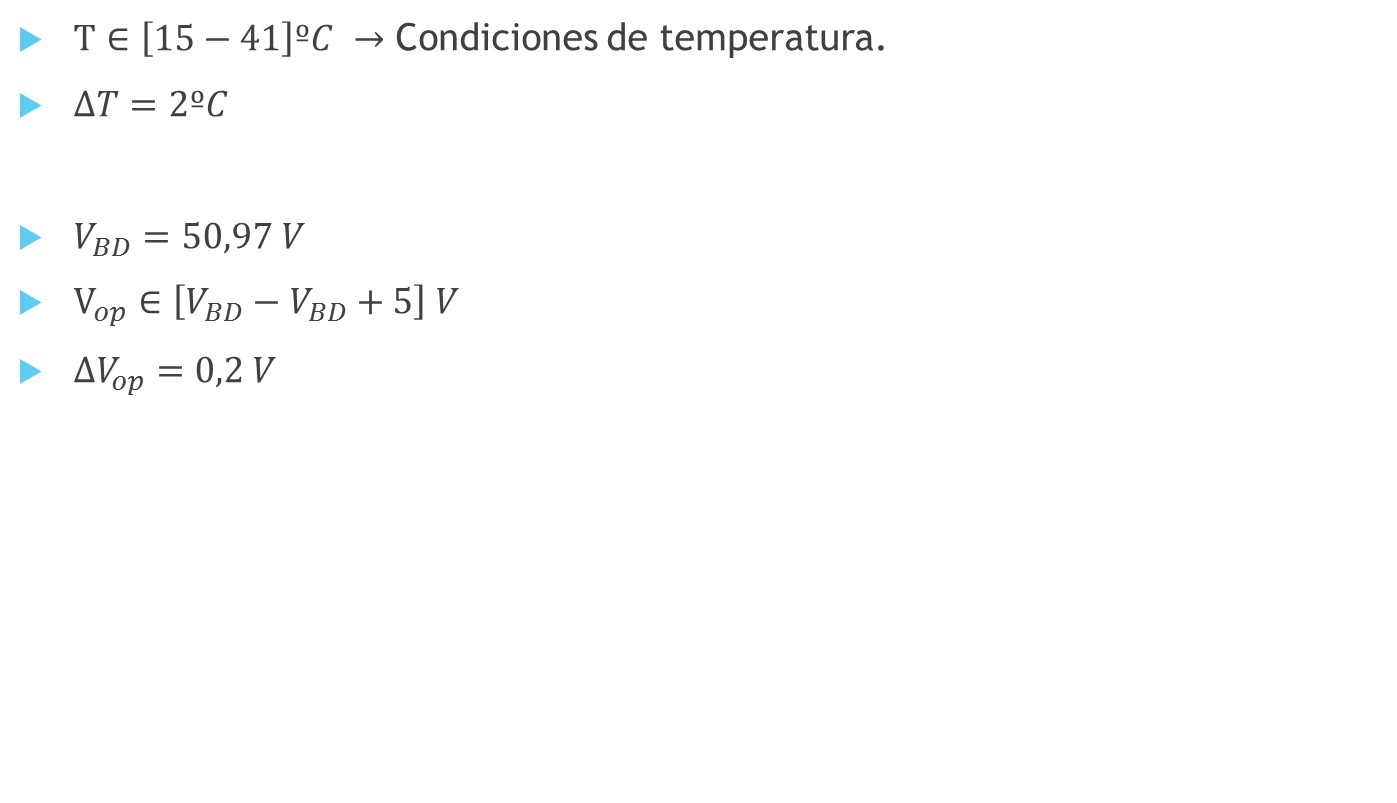 T ∈ [15 − 41]ºC → Condiciones de temperatura.
ΔT = 2ºC
V_BD = 50,97 V
V_op ∈ [V_BD − V_BD + 5] V
ΔV_op = 0,2 V